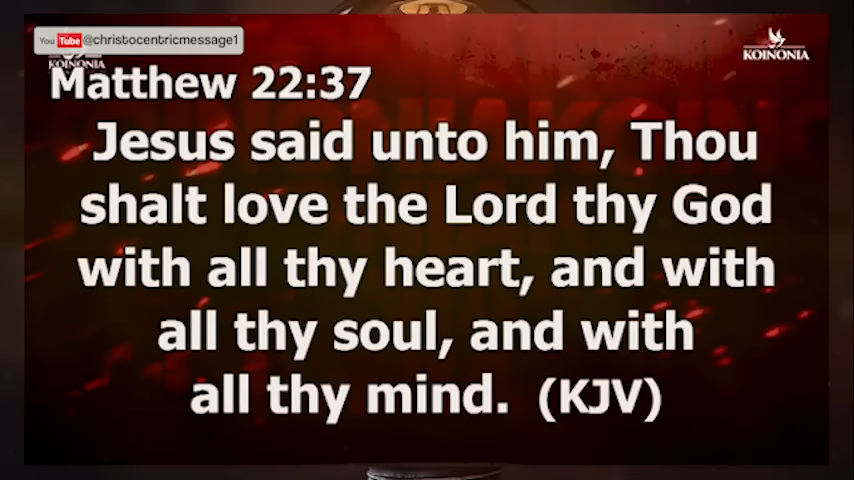 You Tube @christocentricmessage1
KOINONIA
KOINONIA
Matthew 22:37
Jesus said unto him, Thou
shalt love the Lord thy God
with all thy heart, and with
all thy soul, and with
all thy mind. (KJV)